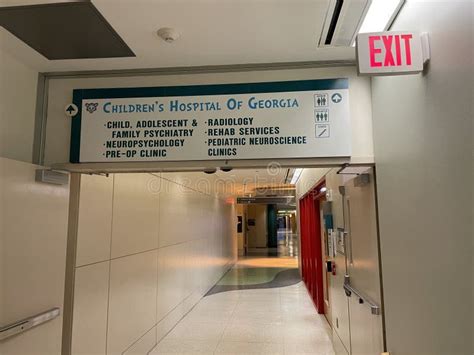 EXIT
CHILDREN'S HOSPITAL OF GEORGIA
•CHILD, ADOLESCENT &
FAMILY PSYCHIATRY
•NEUROPSYCHOLOGY
•PRE-OP CLINIC
•RADIOLOGY
•REHAB SERVICES
•PEDIATRIC NEUROSCIENCE
CLINICS
dreamstime